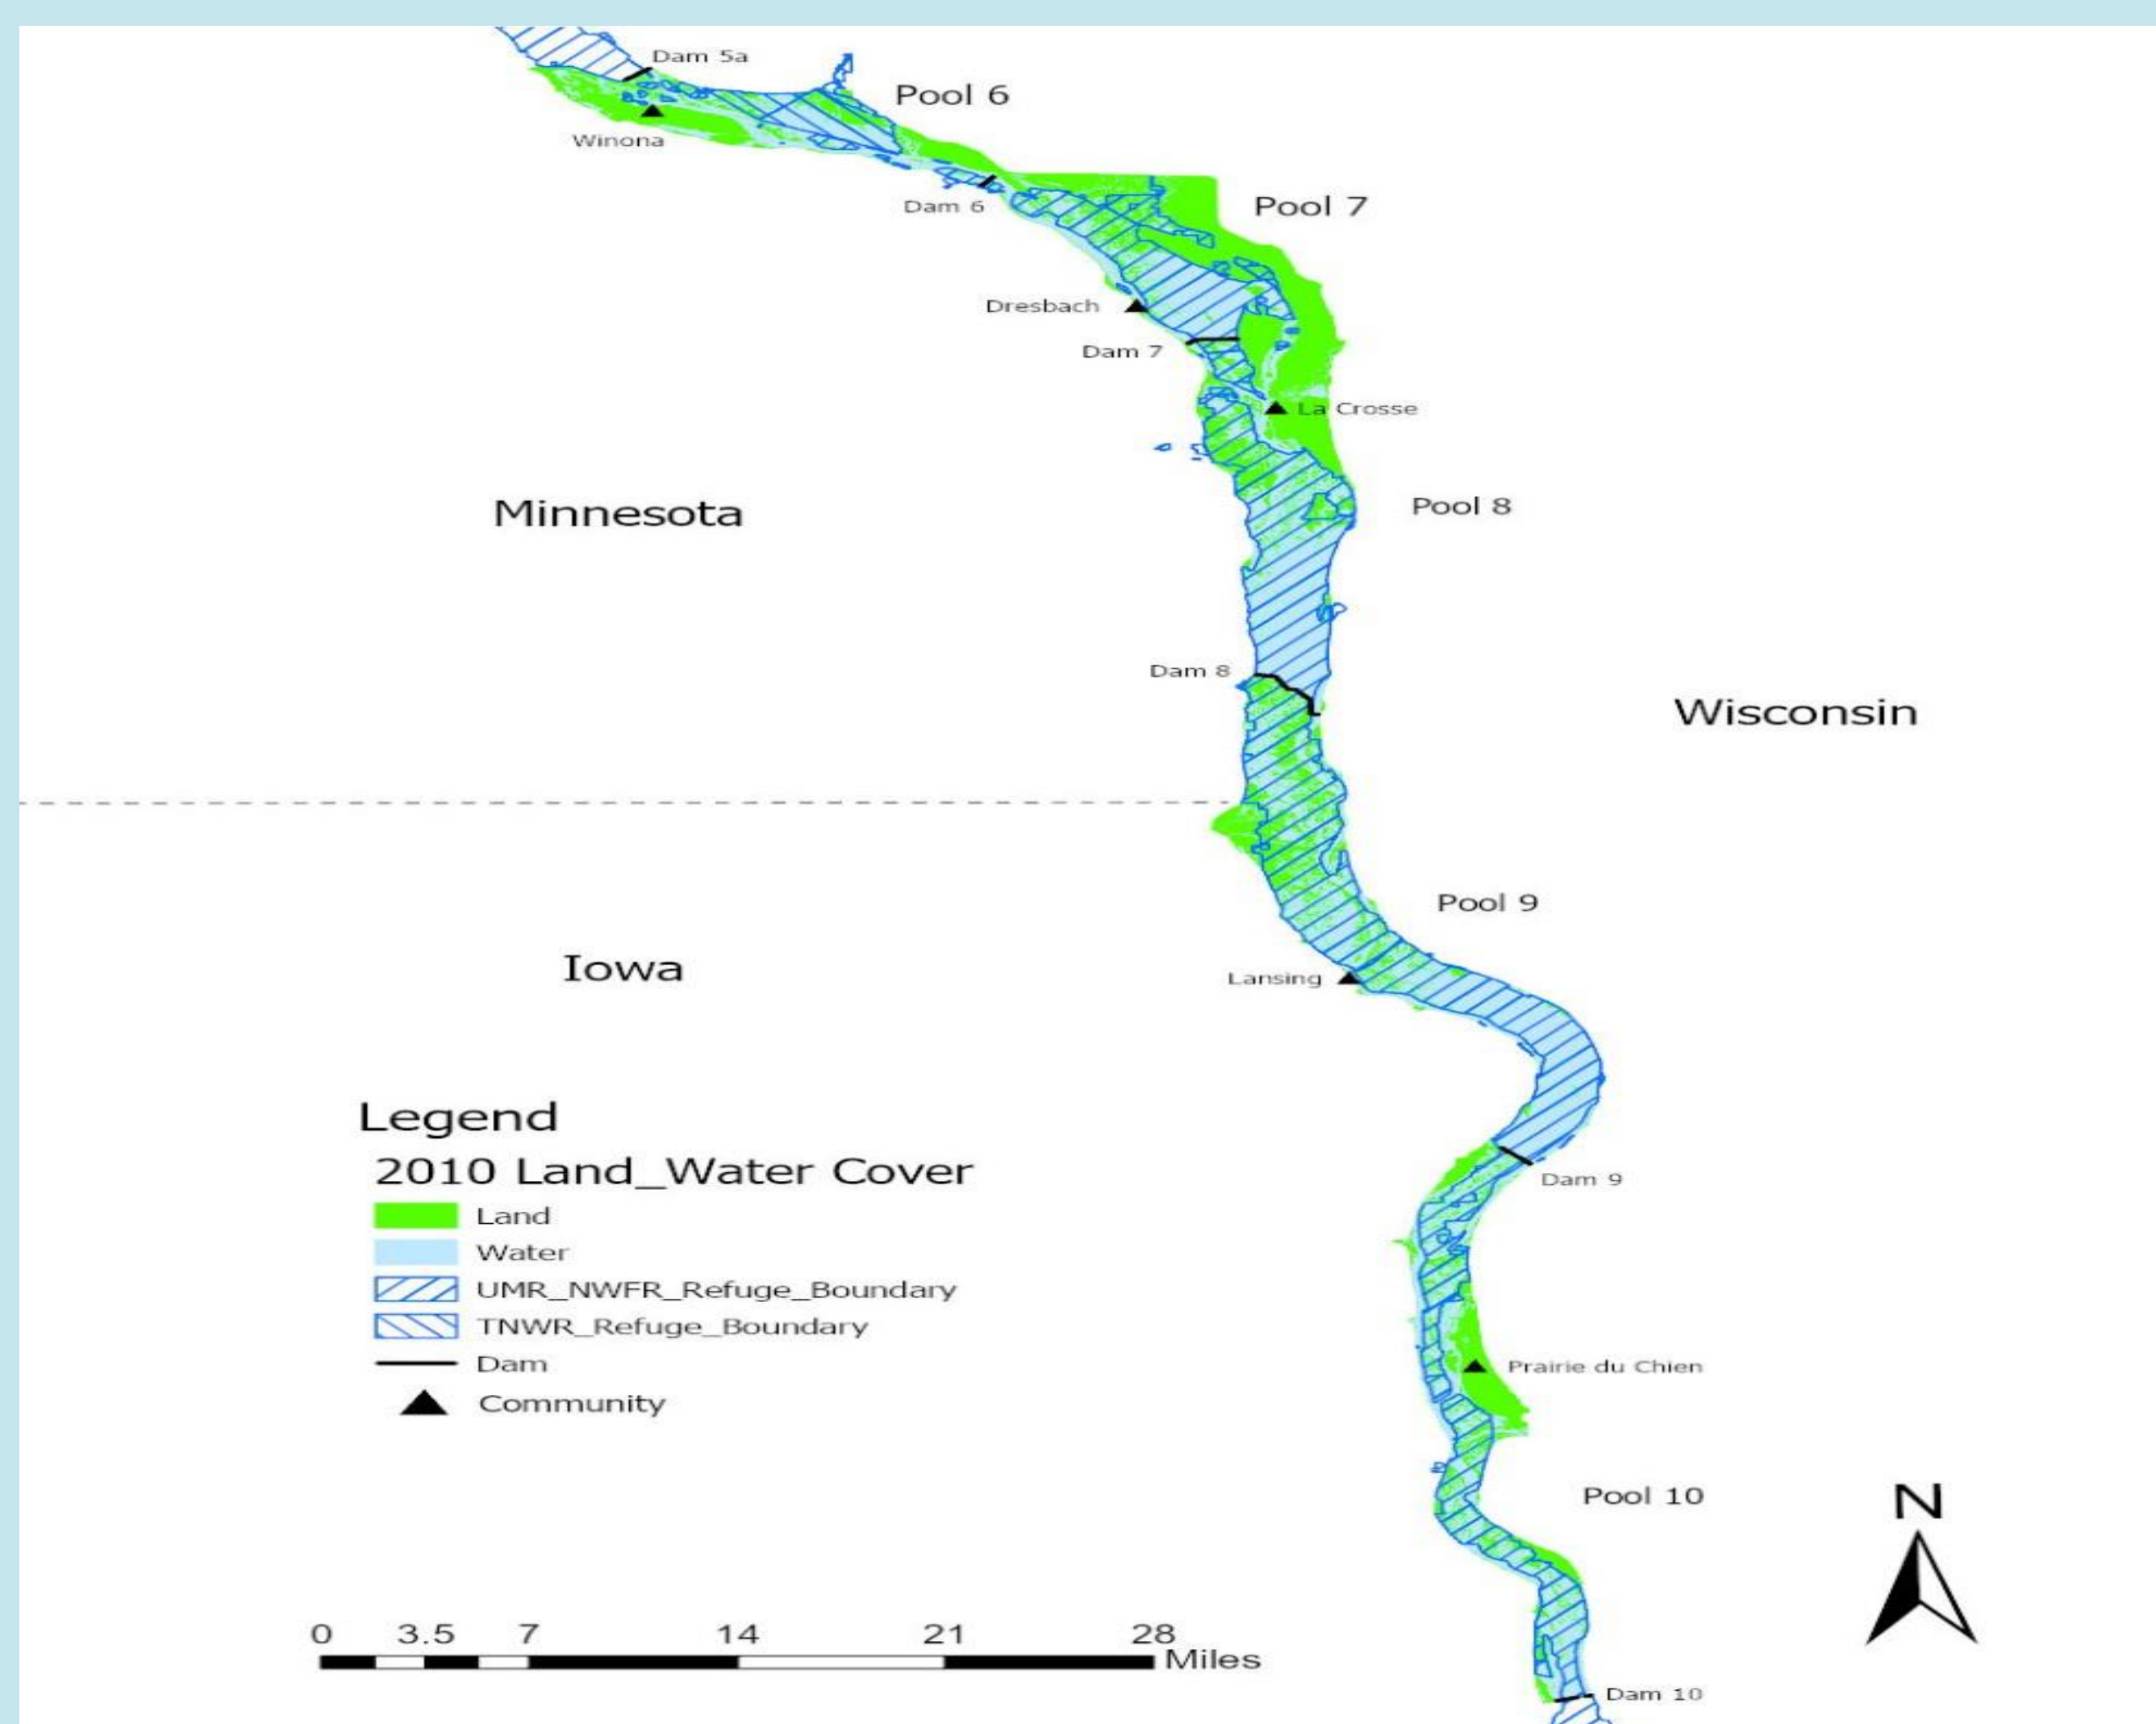 Dam 5a
Pool 6
Winona
Dam 6
Pool 7
Dresbach
Dam 7
La Crosse
Minnesota
Pool 8
Dam 8
Wisconsin
Pool 9
Iowa
Lansing
Legend
2010 Land_Water Cover
Land
Water
UMR_NWFR_Refuge_Boundary
TNWR_Refuge_Boundary
Dam
Community
Dam 9
Prairie du Chien
Pool 10
N
0 3.5 7 14 21 28
Miles
Dam 10